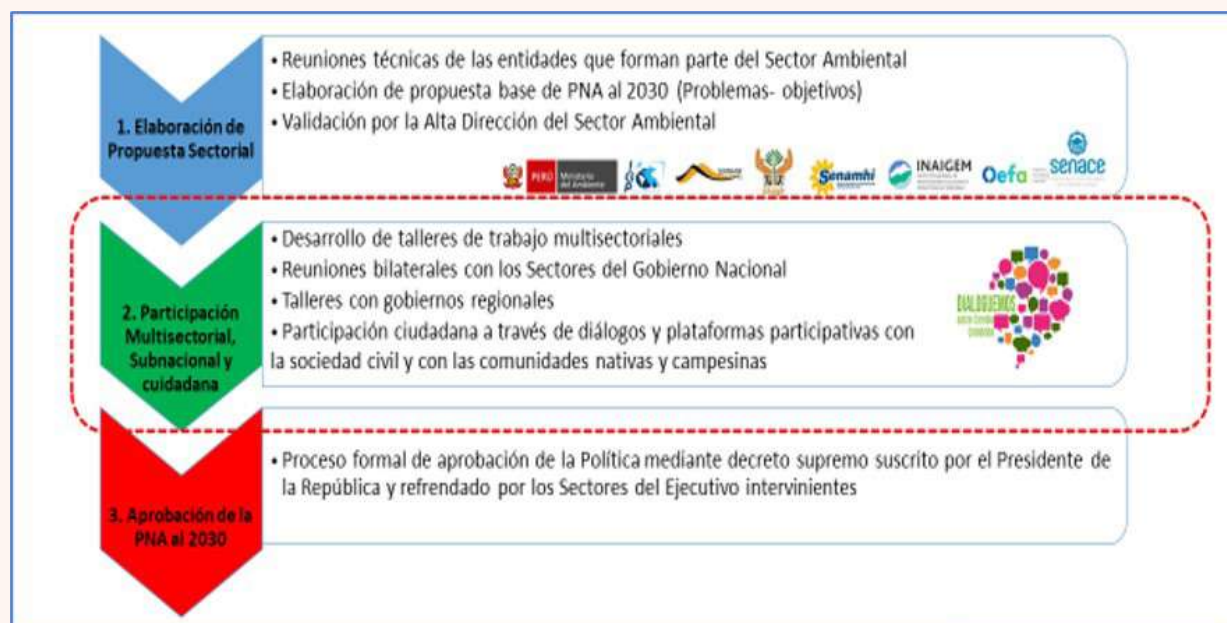 • Reuniones técnicas de las entidades que forman parte del Sector Ambiental
• Elaboración de propuesta base de PNA al 2030 (Problemas- objetivos)
• Validación por la Alta Dirección del Sector Ambiental
1. Elaboración de
Propuesta Sectorial
PERÚ Ministerio
del Ambiente
Senamhi
INAIGEM
Oefa
senace
• Desarrollo de talleres de trabajo multisectoriales
• Reuniones bilaterales con los Sectores del Gobierno Nacional
• Talleres con gobiernos regionales
• Participación ciudadana a través de diálogos y plataformas participativas con
la sociedad civil y con las comunidades nativas y campesinas
2. Participación
Multisectorial,
Subnacional y
cuidadana
DIALOGUEMOS
• Proceso formal de aprobación de la Política mediante decreto supremo suscrito por el Presidente de
la República y refrendado por los Sectores del Ejecutivo intervinientes
3. Aprobación de la
PNA al 2030